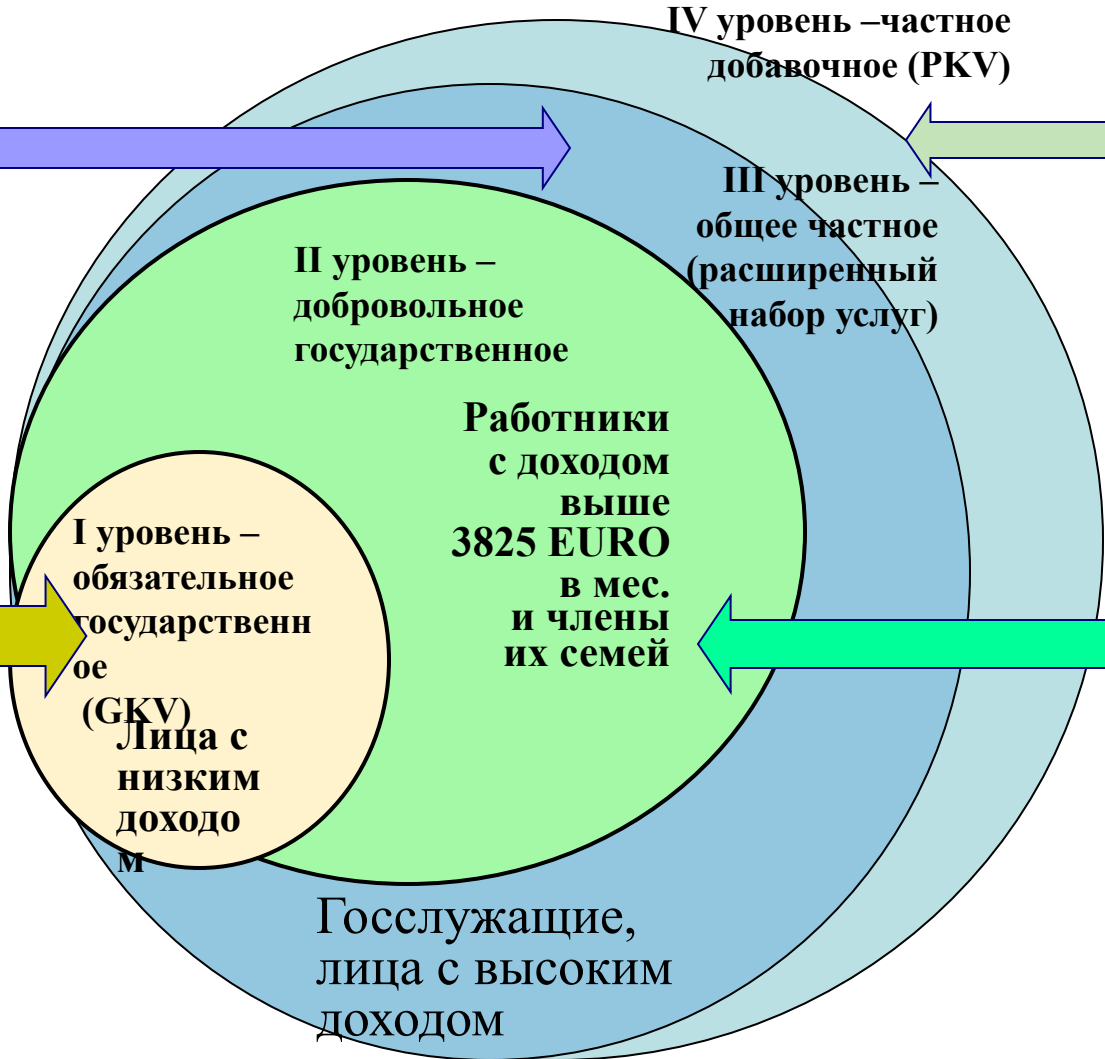 IV уровень –частное
добавочное (PKV)
III уровень –
общее частное
(расширенный
набор услуг)
II уровень –
добровольное
государственное
Работники
с доходом
выше
3825 EURO
в мес.
и члены
их семей
I уровень –
обязательное
государственн
ое
(GKV)
Лица с
низким
доходо
м
Госслужащие,
лица с высоким
доходом